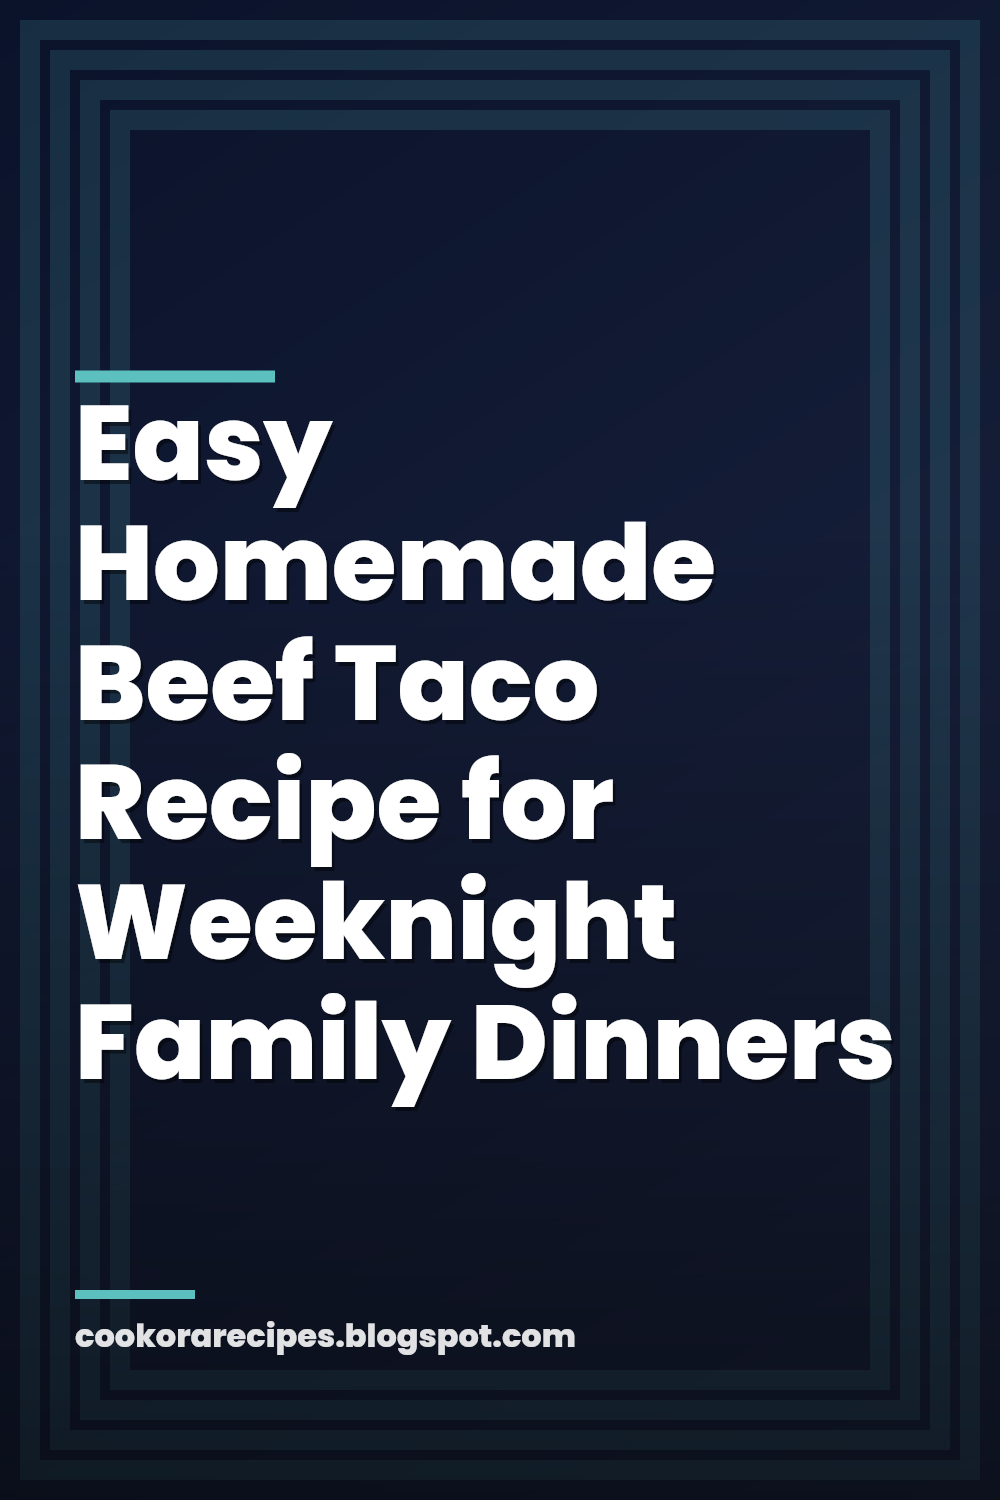 Easy
Homemade
Beef Taco
Recipe for
Weeknight
Family Dinners
cookorarecipes.blogspot.com